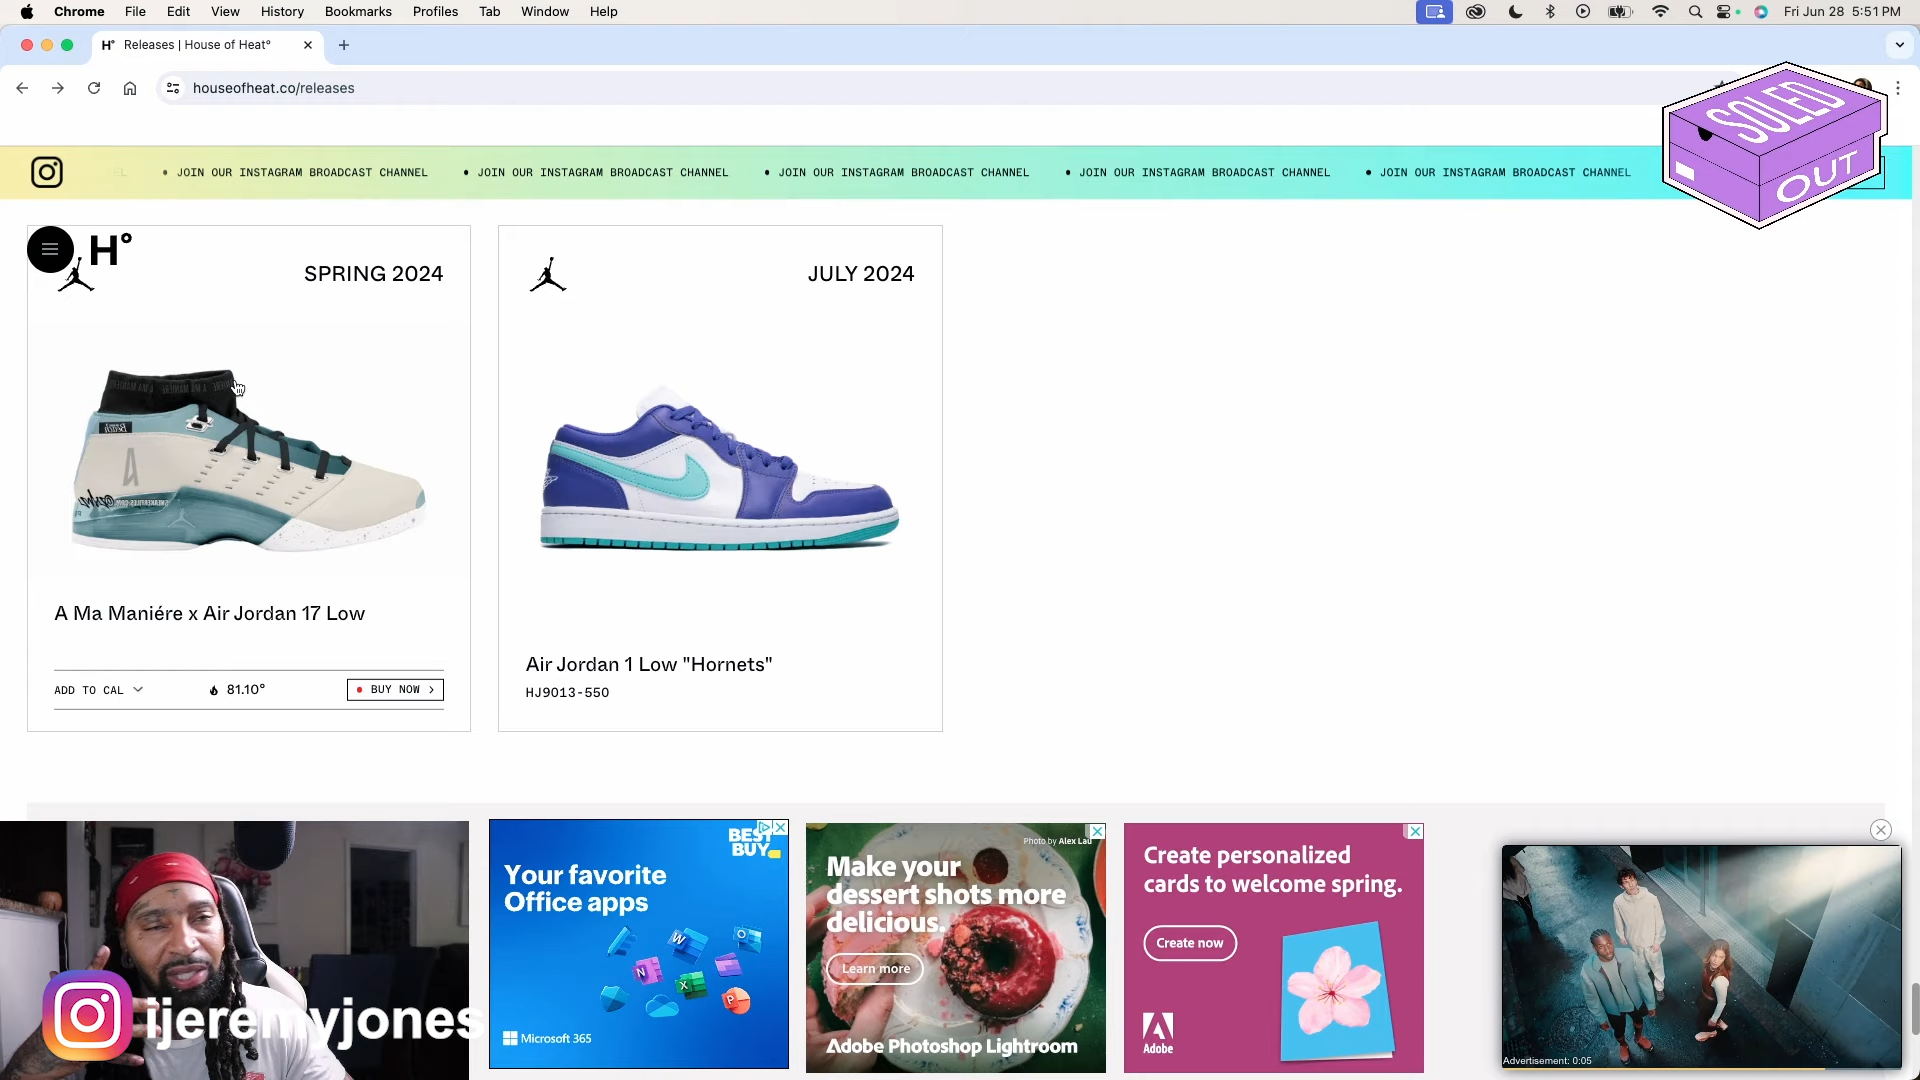 Chrome File Edit View History Bookmarks Profiles Tab Window Help Fri Jun 28 5:51 PM
H° Releases | House of Heat°
houseofheat.co/releases
SOLED
OUT
EL • JOIN OUR INSTAGRAM BROADCAST CHANNEL • JOIN OUR INSTAGRAM BROADCAST CHANNEL • JOIN OUR INSTAGRAM BROADCAST CHANNEL • JOIN OUR INSTAGRAM BROADCAST CHANNEL • JOIN OUR INSTAGRAM BROADCAST CHANNEL
H°
SPRING 2024
JULY 2024
A Ma Maniére x Air Jordan 17 Low
ADD TO CAL 81.10° BUY NOW
Air Jordan 1 Low "Hornets"
HJ9013-550
ijeremyjones
BEST
BUY
Your favorite
Office apps
Microsoft 365
Photo by Alex Lau
Make your
dessert shots more
delicious.
Learn more
Adobe Photoshop Lightroom
Create personalized
cards to welcome spring.
Create now
Adobe
Advertisement: 0:05